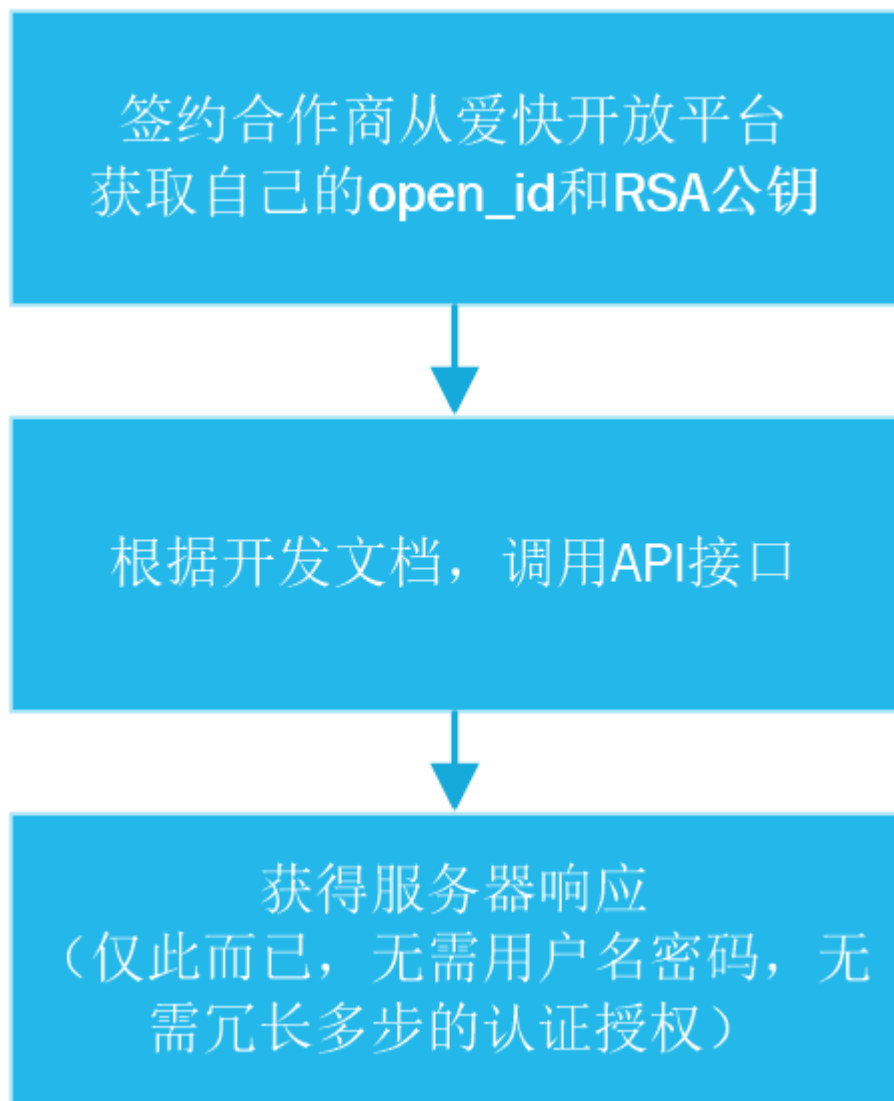 签约合作商从爱快开放平台
获取自己的open_id和RSA公钥
根据开发文档，调用API接口
获得服务器响应
（仅此而已，无需用户名密码，无
需冗长多步的认证授权）